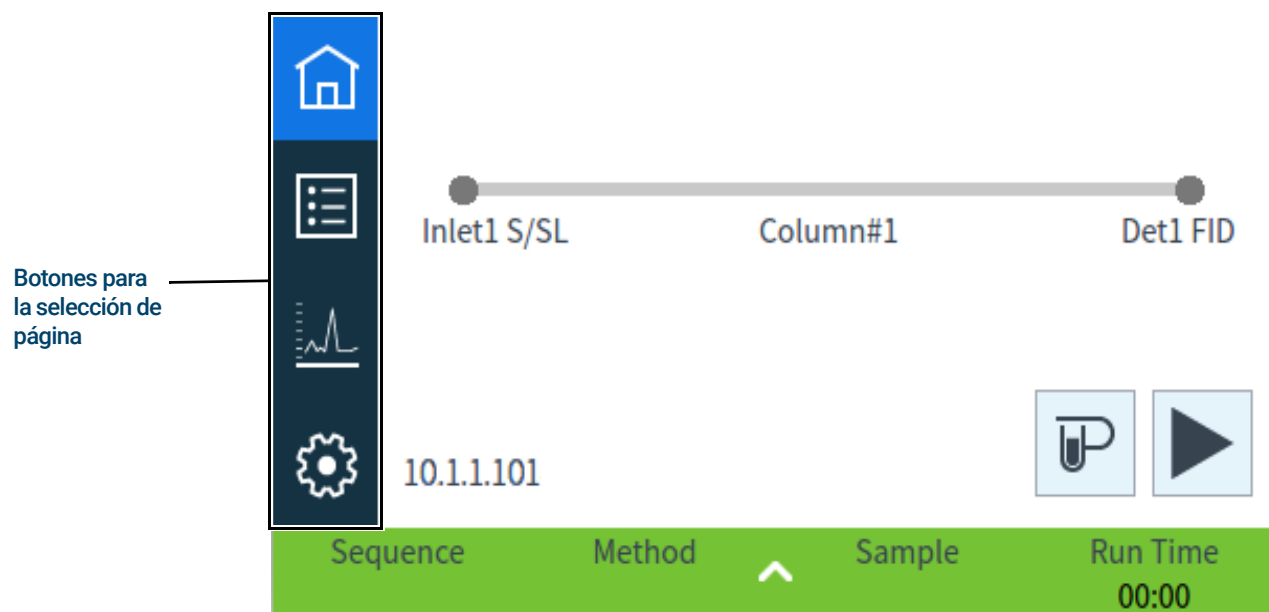 Botones para
la selección de
página
Inlet1 S/SL
Column#1
Det1 FID
10.1.1.101
Sequence
Method
Sample
Run Time
00:00